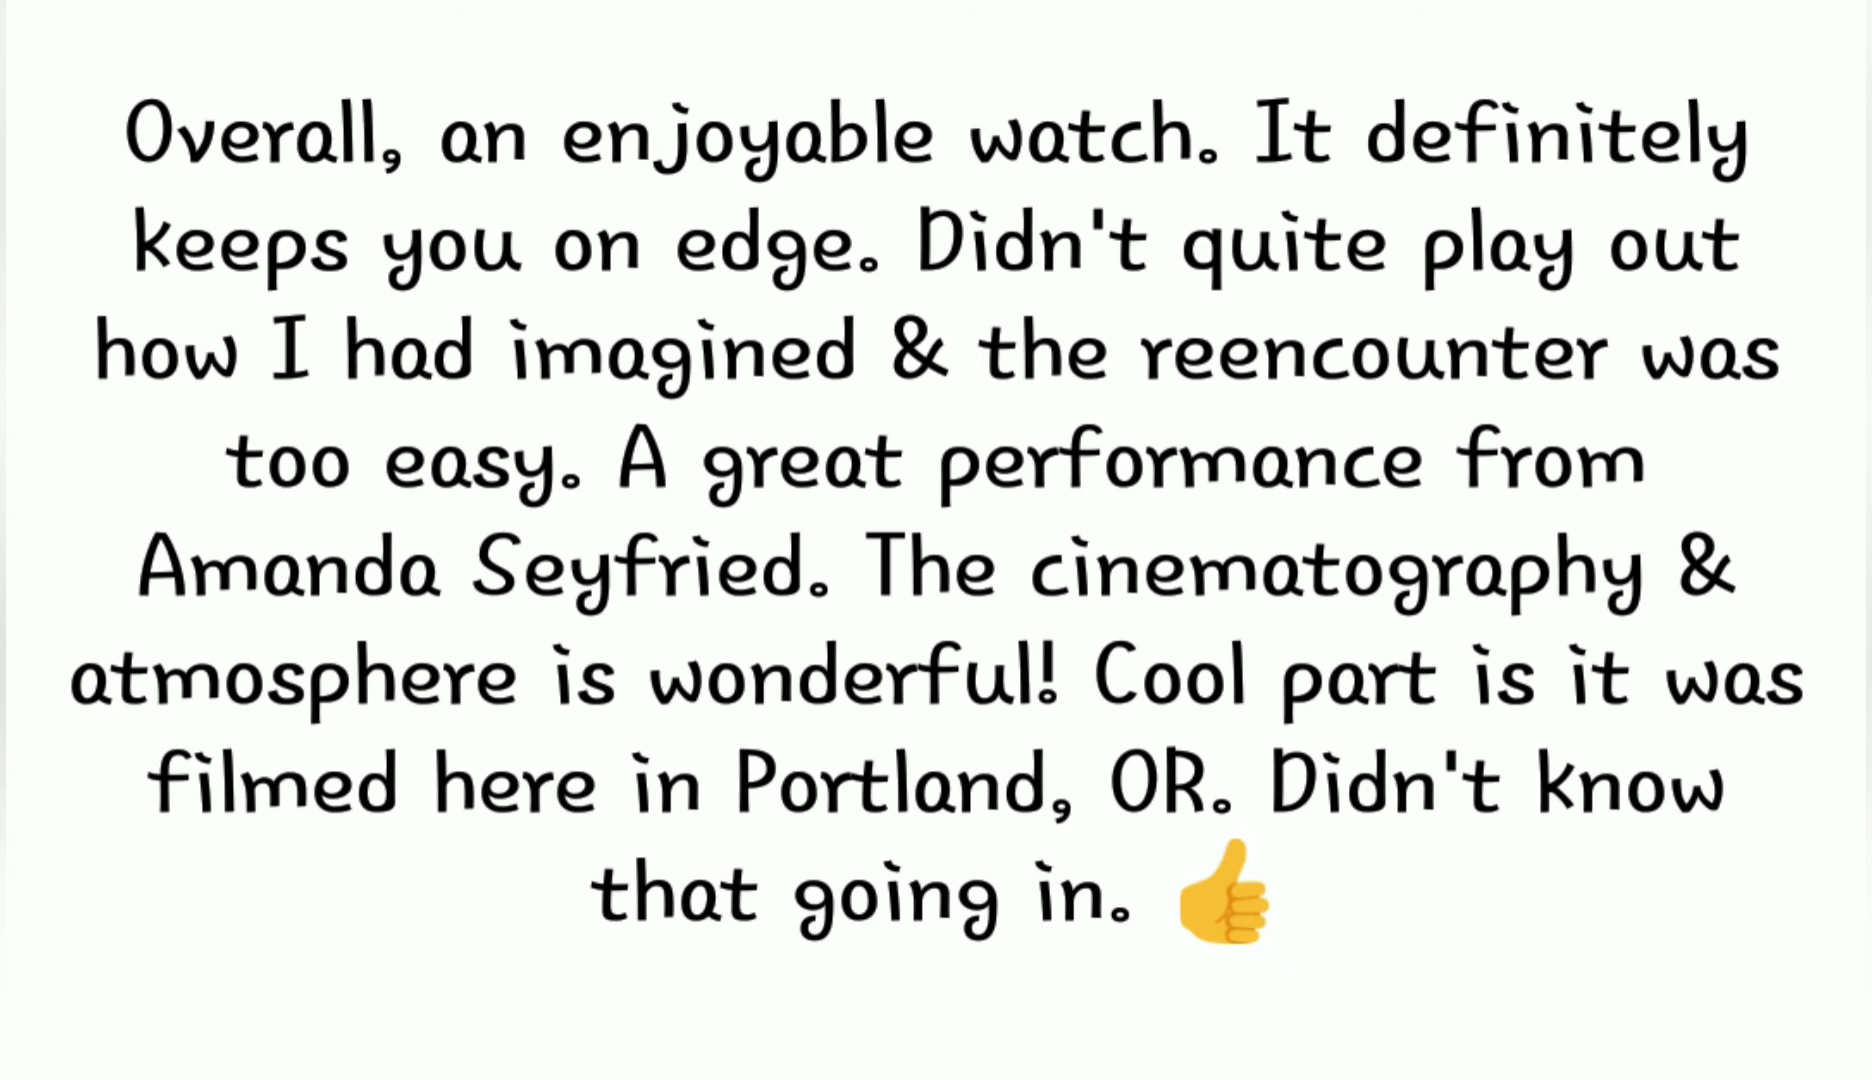 Overall, an enjoyable watch. It definitely
keeps you on edge. Didn't quite play out
how I had imagined & the reencounter was
too easy. A great performance from
Amanda Seyfried. The cinematography &
atmosphere is wonderful! Cool part is it was
filmed here in Portland, OR. Didn't know
that going in. 👍